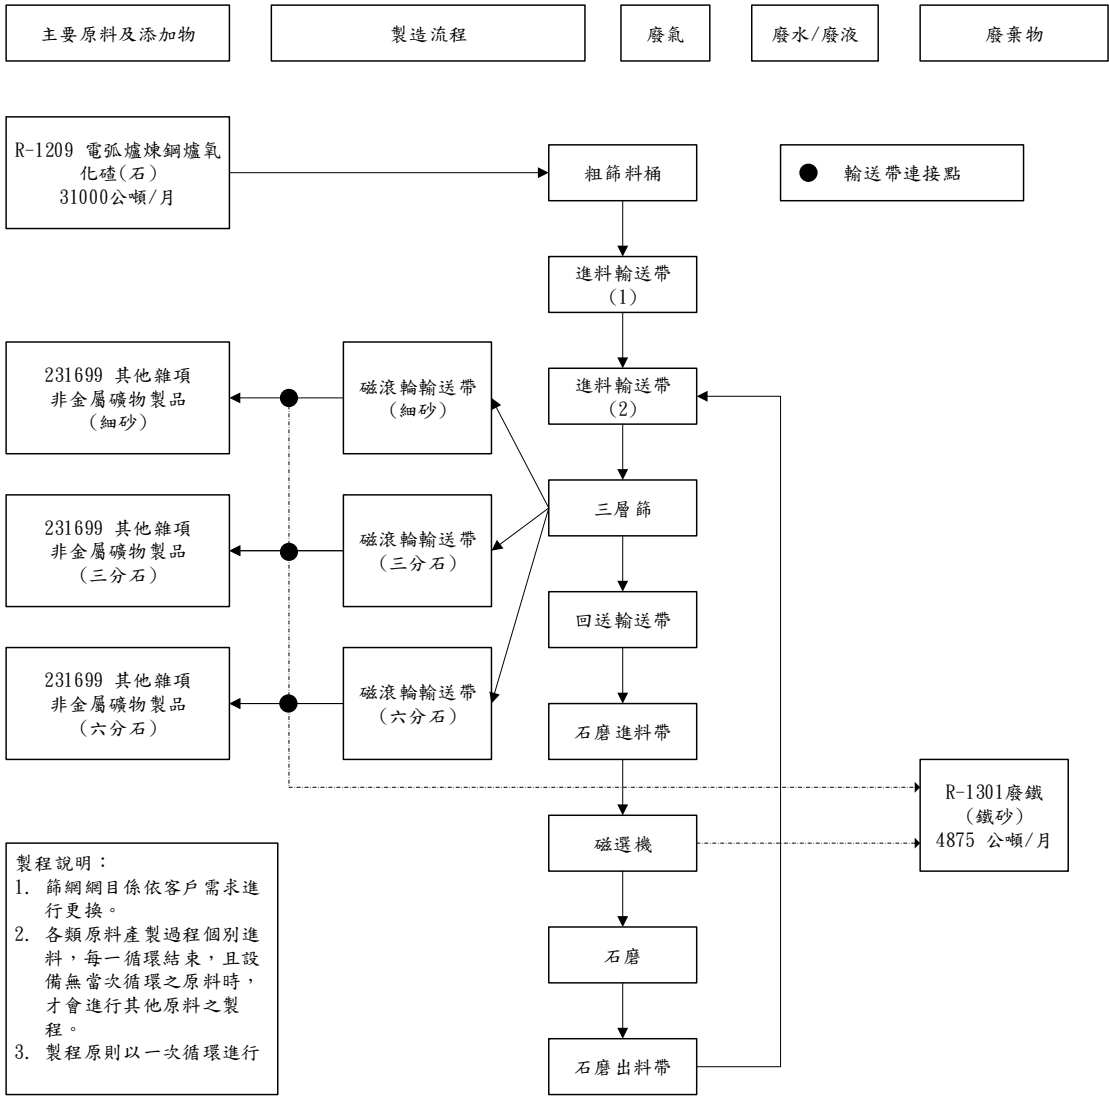 主要原料及添加物
製造流程
廢氣
廢水/廢液
廢棄物
R-1209 電弧爐煉鋼爐氧
化碴(石)
31000公噸/月
粗篩料桶
輸送帶連接點
進料輸送帶
(1)
231699 其他雜項
非金屬礦物製品
(細砂)
磁滾輪輸送帶
(細砂)
進料輸送帶
(2)
三層篩
231699 其他雜項
非金屬礦物製品
(三分石)
磁滾輪輸送帶
(三分石)
回送輸送帶
231699 其他雜項
非金屬礦物製品
(六分石)
磁滾輪輸送帶
(六分石)
石磨進料帶
R-1301廢鐵
(鐵砂)
4875 公噸/月
磁選機
製程說明：
1. 篩網網目係依客戶需求進
行更換。
2. 各類原料產製過程個別進
料，每一循環結束，且設
備無當次循環之原料時，
才會進行其他原料之製
程。
3. 製程原則以一次循環進行
石磨
石磨出料帶